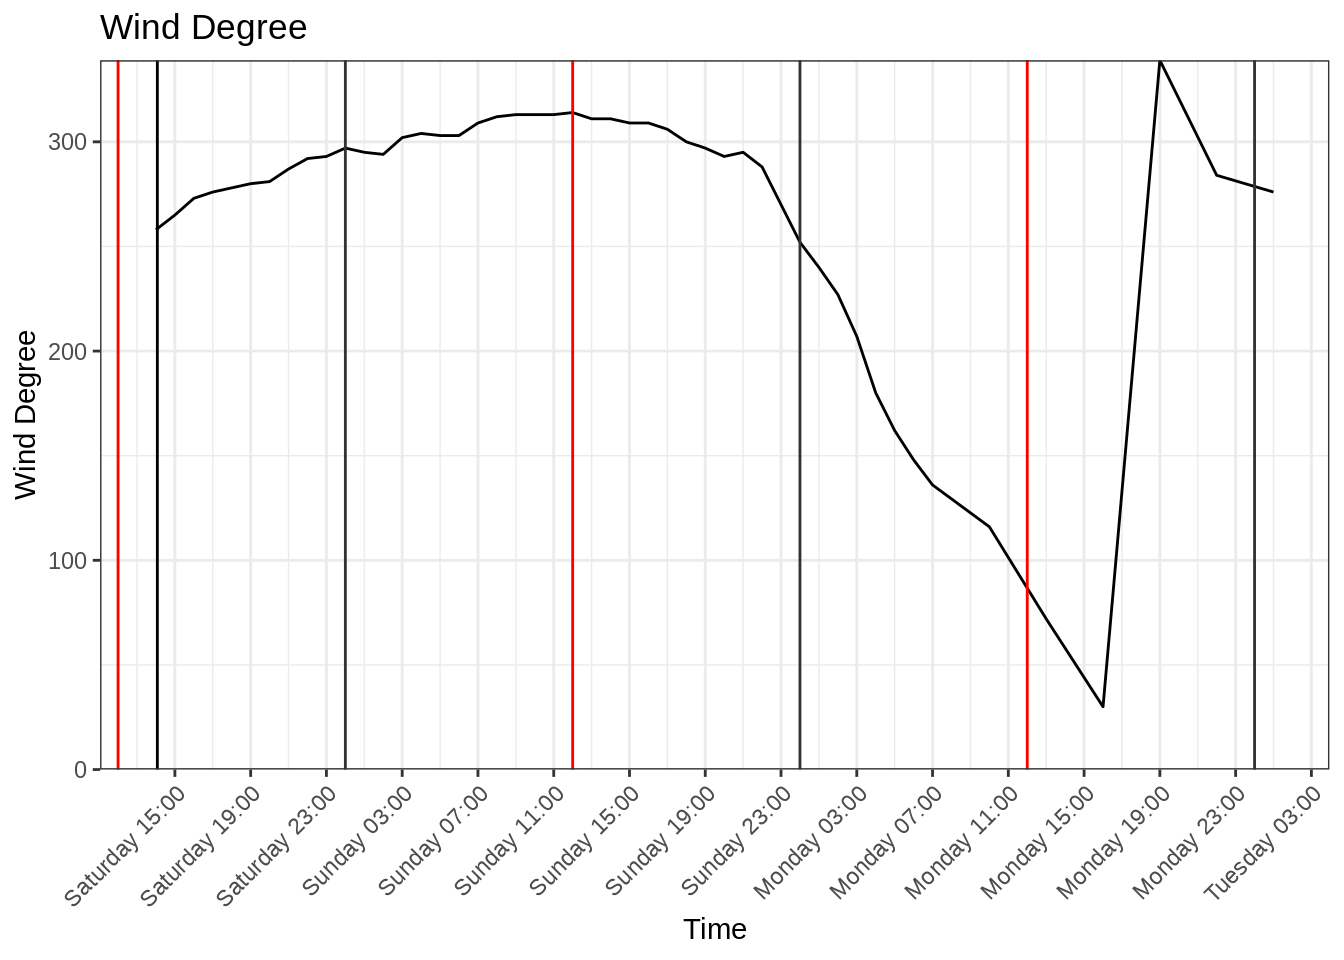 Wind Degree
Wind Degree
300
200
100
0
Saturday 15:00
Saturday 19:00
Saturday 23:00
Sunday 03:00
Sunday 07:00
Sunday 11:00
Sunday 15:00
Sunday 19:00
Sunday 23:00
Monday 03:00
Monday 07:00
Monday 11:00
Monday 15:00
Monday 19:00
Monday 23:00
Tuesday 03:00
Time